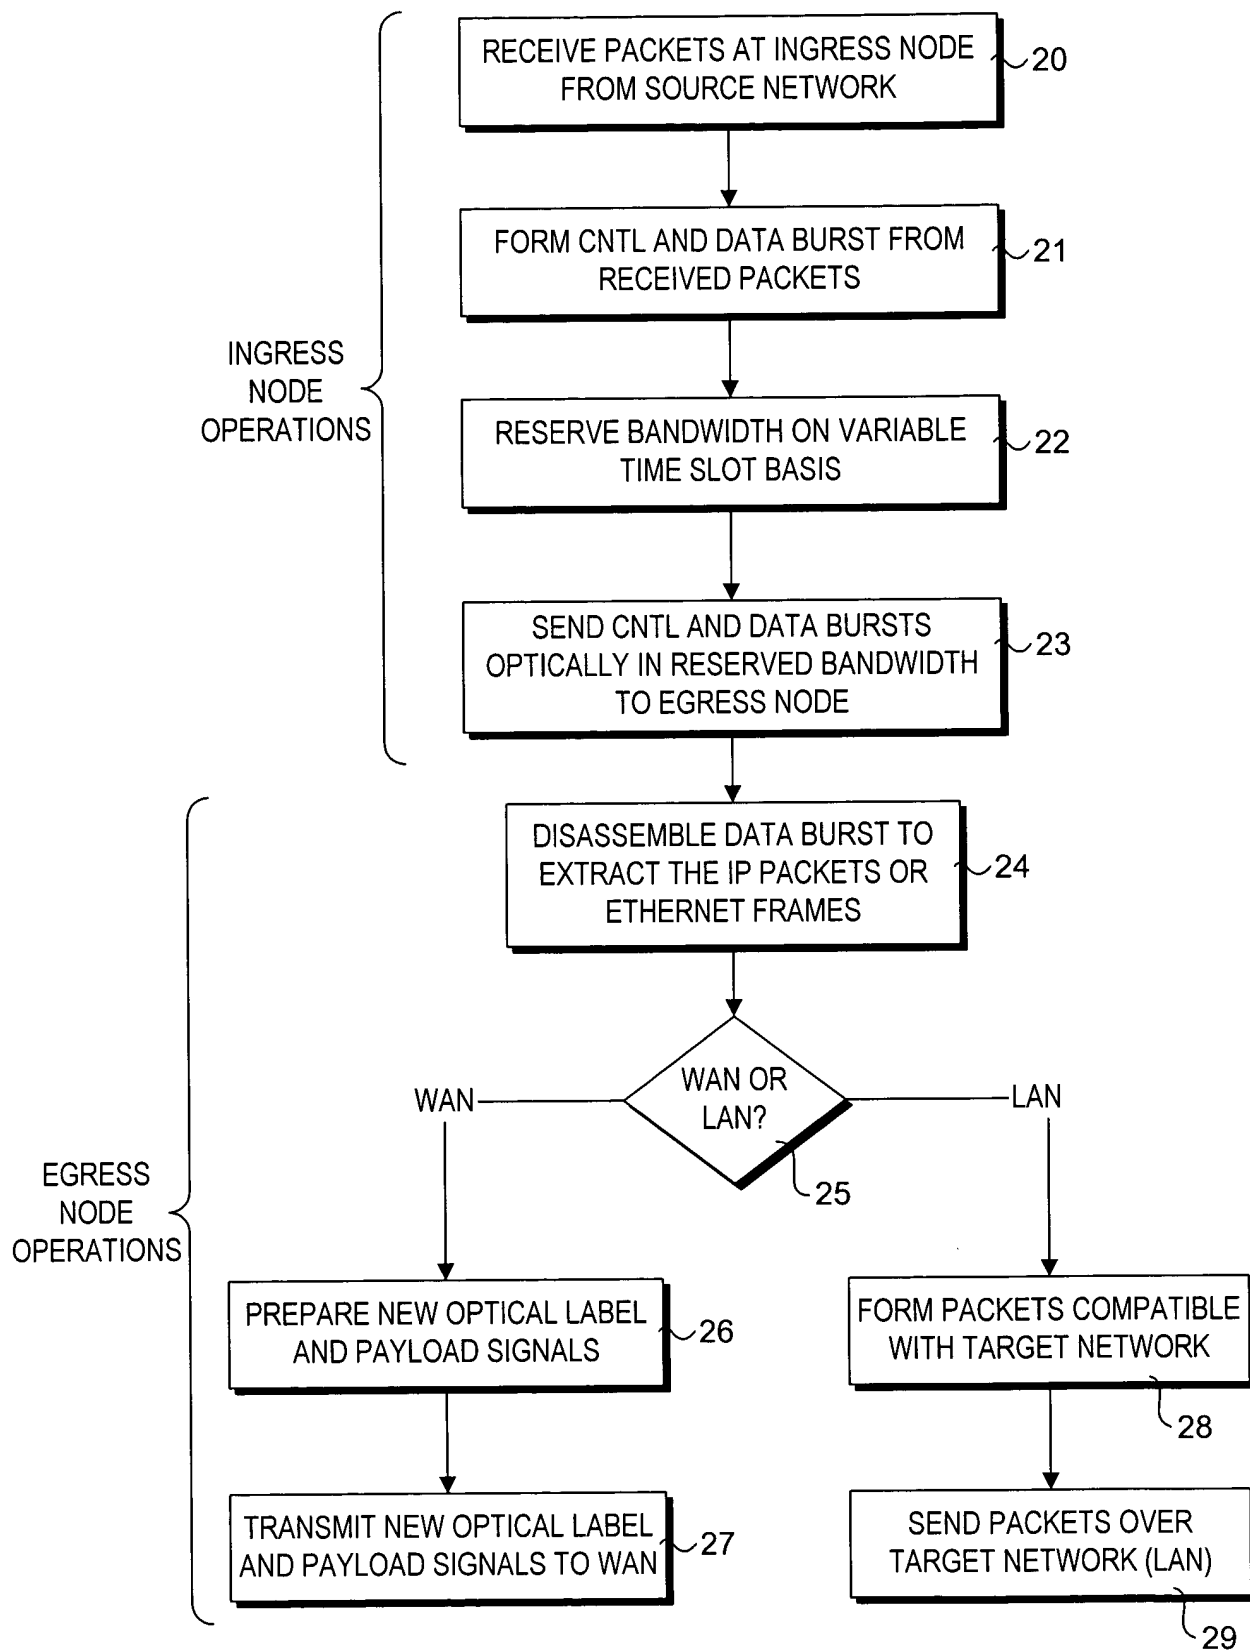 RECEIVE PACKETS AT INGRESS NODE
FROM SOURCE NETWORK
20
FORM CNTL AND DATA BURST FROM
RECEIVED PACKETS
21
INGRESS
NODE
OPERATIONS
RESERVE BANDWIDTH ON VARIABLE
TIME SLOT BASIS
22
SEND CNTL AND DATA BURSTS
OPTICALLY IN RESERVED BANDWIDTH
TO EGRESS NODE
23
DISASSEMBLE DATA BURST TO
EXTRACT THE IP PACKETS OR
ETHERNET FRAMES
24
WAN OR
LAN?
25
WAN
LAN
EGRESS
NODE
OPERATIONS
PREPARE NEW OPTICAL LABEL
AND PAYLOAD SIGNALS
26
FORM PACKETS COMPATIBLE
WITH TARGET NETWORK
28
TRANSMIT NEW OPTICAL LABEL
AND PAYLOAD SIGNALS TO WAN
27
SEND PACKETS OVER
TARGET NETWORK (LAN)
29